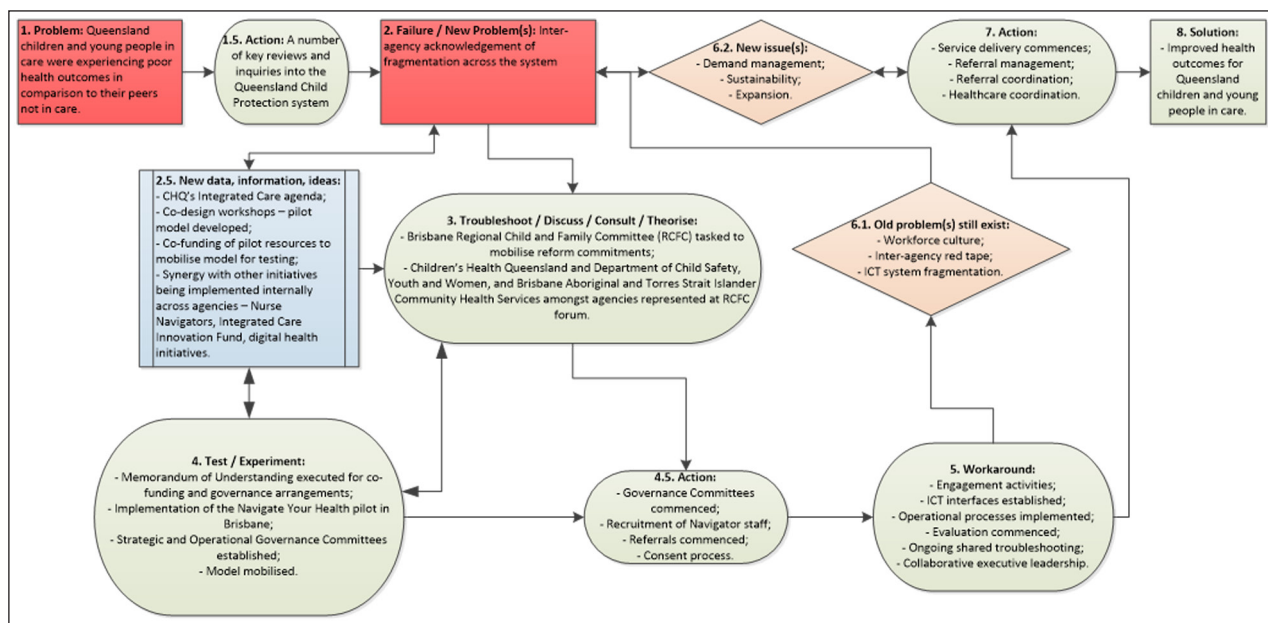 1. Problem: Queensland
children and young people in
care were experiencing poor
health outcomes in
comparison to their peers
not in care.
1.5. Action: A number
of key reviews and
inquiries into the
Queensland Child
Protection system
2. Failure / New Problem(s): Inter-
agency acknowledgement of
fragmentation across the
system
6.2. New issue(s):
- Demand management;
- Sustainability;
- Expansion.
7. Action:
- Service delivery commences;
- Referral management;
- Referral coordination;
- Healthcare coordination.
8. Solution:
- Improved health
outcomes for
Queensland
children and young
people in care.
2.5. New data, information, ideas:
- CHQ's Integrated Care agenda;
- Co-design workshops – pilot
model developed;
- Co-funding of pilot resources to
mobilise model for testing;
- Synergy with other initiatives
being implemented internally
across agencies – Nurse
Navigators, Integrated Care
Innovation Fund, digital health
initiatives.
3. Troubleshoot / Discuss / Consult / Theorise:
- Brisbane Regional Child and Family Committee (RCFC) tasked to
mobilise reform commitments;
- Children's Health Queensland and Department of Child Safety,
Youth and Women, and Brisbane Aboriginal and Torres Strait Islander
Community Health Services amongst agencies represented at RCFC
forum.
6.1. Old problem(s) still exist:
- Workforce culture;
- Inter-agency red tape;
- ICT system fragmentation.
4. Test / Experiment:
- Memorandum of Understanding executed for co-
funding and governance arrangements;
- Implementation of the Navigate Your Health pilot in
Brisbane;
- Strategic and Operational Governance Committees
established;
- Model mobilised.
4.5. Action:
- Governance Committees
commenced;
- Recruitment of Navigator staff;
- Referrals commenced;
- Consent process.
5. Workaround:
- Engagement activities;
- ICT interfaces established;
- Operational processes implemented;
- Evaluation commenced;
- Ongoing shared troubleshooting;
- Collaborative executive leadership.